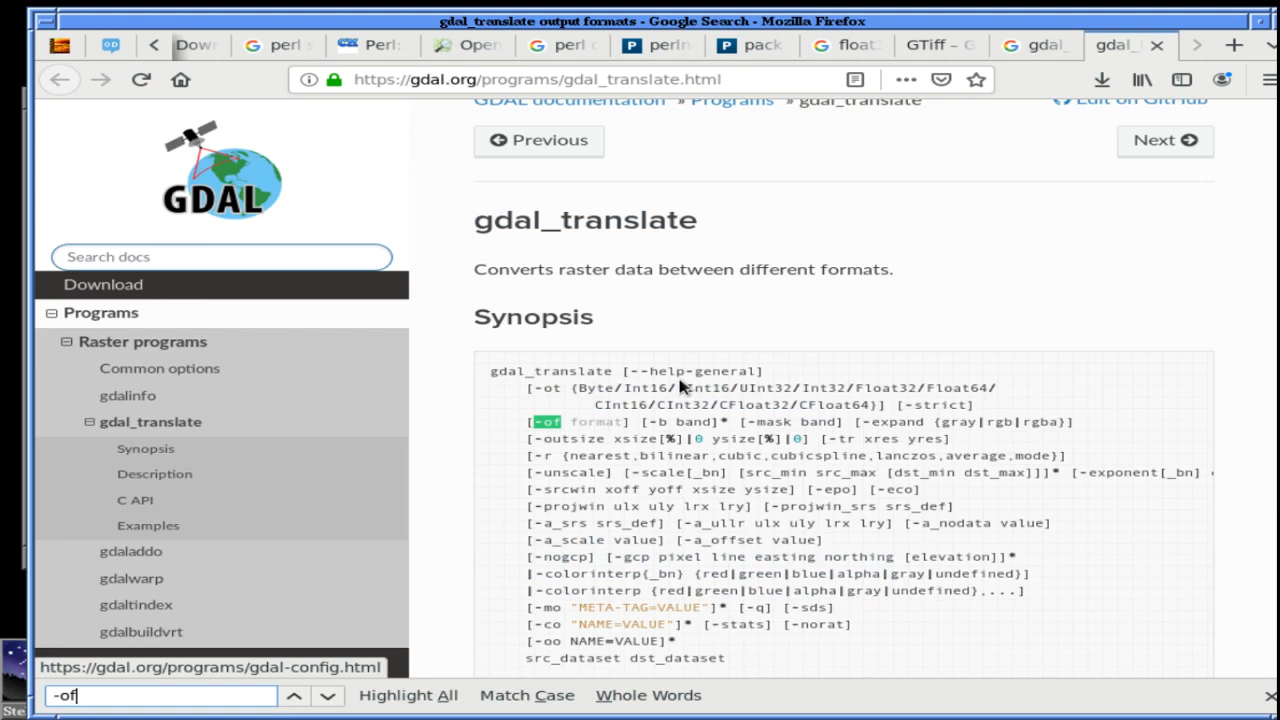 gdal_translate output formats - Google Search - Mozilla Firefox
Down
perl s
Perl:
Open
perl c
perln
pack
float3
GTiff – G
gdal_
gdal_
https://gdal.org/programs/gdal_translate.html
GDAL documentation » Programs » gdal_translate
Edit on GitHub
Previous
Next
GDAL
Search docs
Download
Programs
Raster programs
Common options
gdalinfo
gdal_translate
Synopsis
Description
C API
Examples
gdaladdo
gdalwarp
gdaltindex
gdalbuildvrt
gdal_translate
Converts raster data between different formats.
Synopsis
gdal_translate [--help-general]
[-ot {Byte/Int16/UInt16/UInt32/Int32/Float32/Float64/
CInt16/CInt32/CFloat32/CFloat64}] [-strict]
[-of format] [-b band]* [-mask band] [-expand {gray|rgb|rgba}]
[-outsize xsize[%]|0 ysize[%]|0] [-tr xres yres]
[-r {nearest,bilinear,cubic,cubicspline,lanczos,average,mode}]
[-unscale] [-scale[_bn] [src_min src_max [dst_min dst_max]]]* [-exponent[_bn]
[-srcwin xoff yoff xsize ysize] [-epo] [-eco]
[-projwin ulx uly lrx lry] [-projwin_srs srs_def]
[-a_srs srs_def] [-a_ullr ulx uly lrx lry] [-a_nodata value]
[-a_scale value] [-a_offset value]
[-nogcp] [-gcp pixel line easting northing [elevation]]*
|-colorinterp{_bn} {red|green|blue|alpha|gray|undefined}]
|-colorinterp {red|green|blue|alpha|gray|undefined},...]
[-mo "META-TAG=VALUE"]* [-q] [-sds]
[-co "NAME=VALUE"]* [-stats] [-norat]
[-oo NAME=VALUE]*
src_dataset dst_dataset
https://gdal.org/programs/gdal-config.html
-of
Highlight All
Match Case
Whole Words
Ste